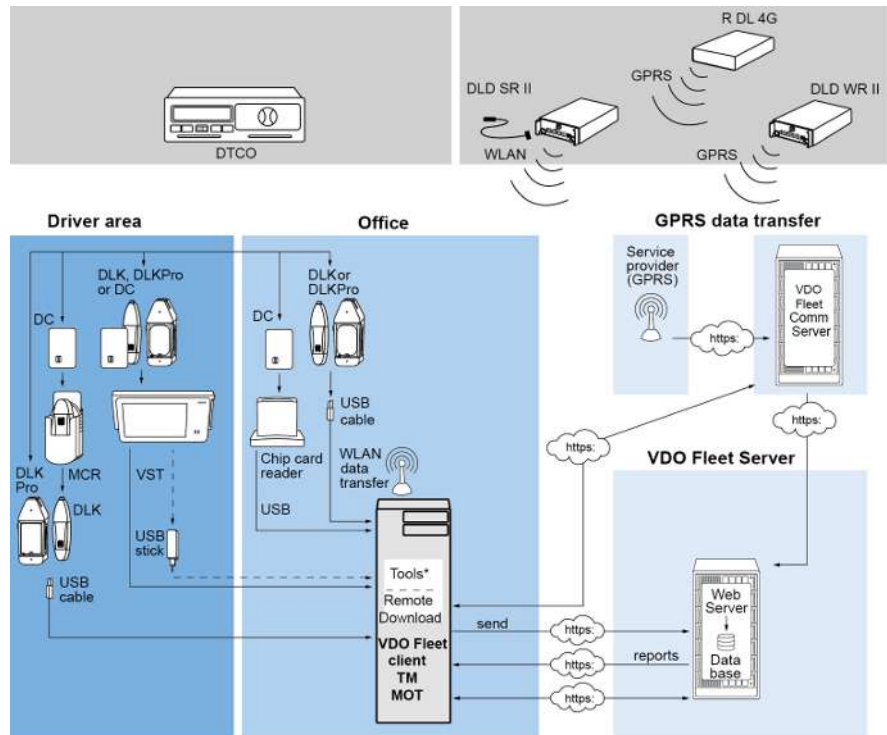 R DL 4G
GPRS
DLD SR II
DLD WR II
WLAN
GPRS
DTCO
Driver area
Office
GPRS data transfer
DLK, DLKPro
or DC
DC
DLK or
DLKPro
DC
Service
provider
(GPRS)
VDO
Fleet
Comm
Server
https:
USB
cable
https:
https:
Chip card
reader
WLAN
data
transfer
VDO Fleet Server
DLK
Pro
MCR
VST
USB
DLK
USB
stick
USB
cable
Tools*
Remote
Download
VDO Fleet
client
TM
MOT
send
https:
reports
https:
https:
Web
Server
Data
base